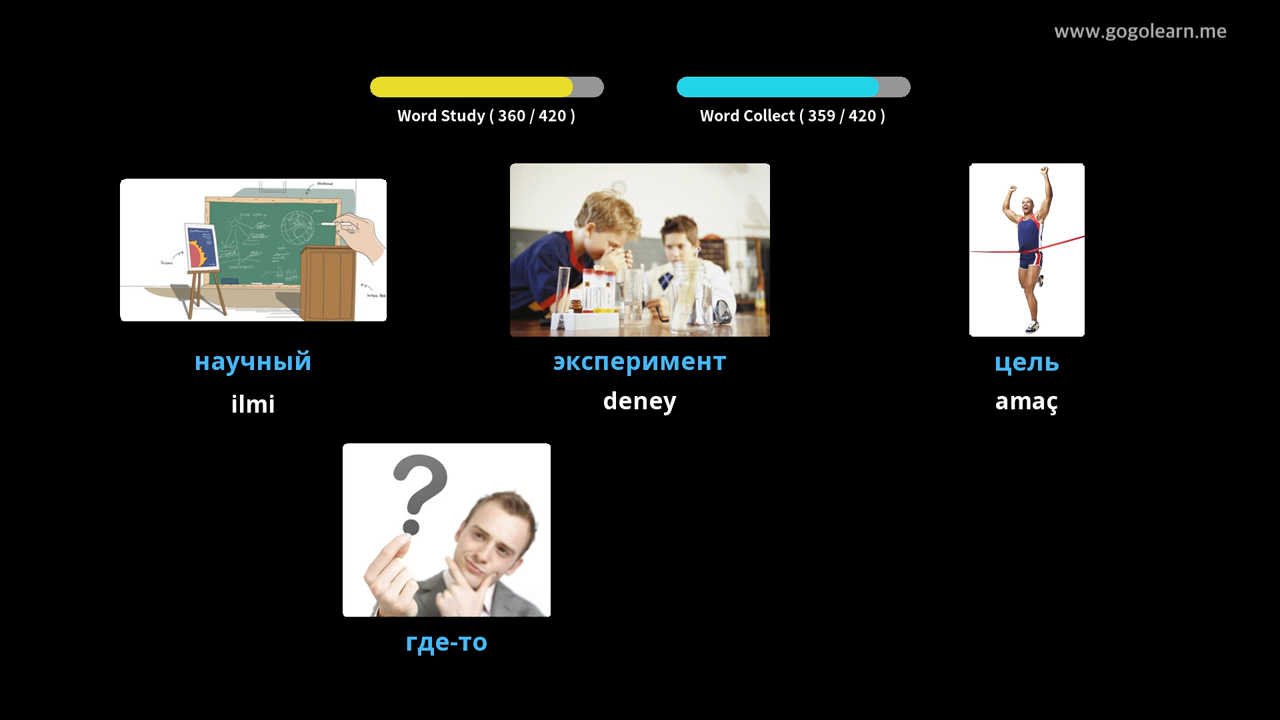 www.gogolearn.me
Word Study ( 360 / 420 )
Word Collect ( 359 / 420 )
научный
эксперимент
цель
ilmi
deney
amaç
где-то